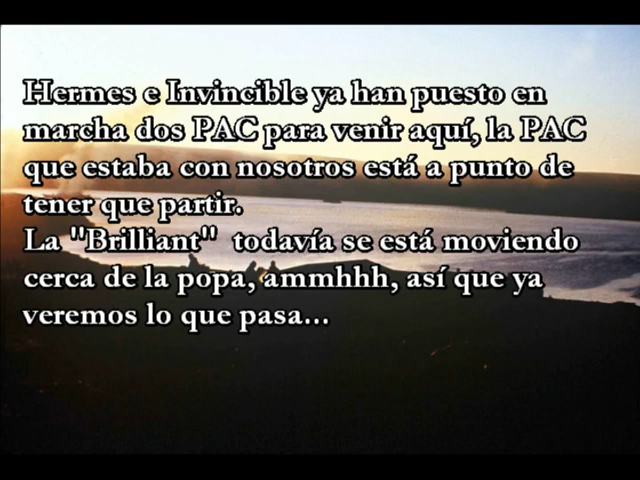 Hermes e Invincible ya han puesto en
marcha dos PAC para venir aquí, la PAC
que estaba con nosotros está a punto de
tener que partir.
La "Brilliant" todavía se está moviendo
cerca de la popa, ammhhh, así que ya
veremos lo que pasa...